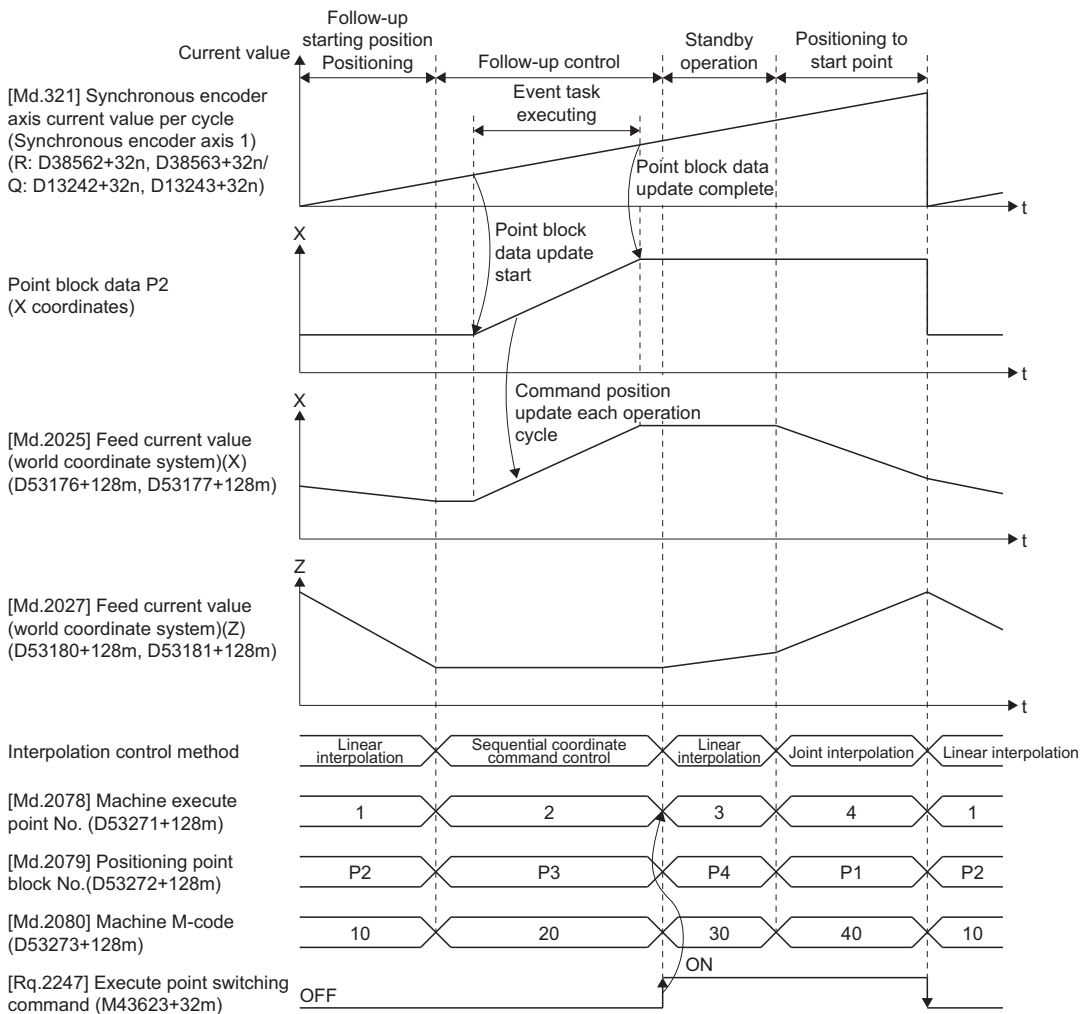 Follow-up
starting position
Positioning
Follow-up control
Standby
operation
Positioning to
start point
Current value
Event task
executing
[Md.321] Synchronous encoder
axis current value per cycle
(Synchronous encoder axis 1)
(R: D38562+32n, D38563+32n/
Q: D13242+32n, D13243+32n)
Point block data
update complete
t
Point block
data update
start
X
Point block data P2
(X coordinates)
t
Command position
update each operation
cycle
X
[Md.2025] Feed current value
(world coordinate system)(X)
(D53176+128m, D53177+128m)
t
Z
[Md.2027] Feed current value
(world coordinate system)(Z)
(D53180+128m, D53181+128m)
t
Interpolation control method
Linear
interpolation
Sequential coordinate
command control
Linear
interpolation
Joint interpolation
Linear interpolation
[Md.2078] Machine execute
point No. (D53271+128m)
1 2 3 4 1
[Md.2079] Positioning point
block No.(D53272+128m)
P2 P3 P4 P1 P2
[Md.2080] Machine M-code
(D53273+128m)
10 20 30 40 10
[Rq.2247] Execute point switching
command (M43623+32m)
OFF
ON